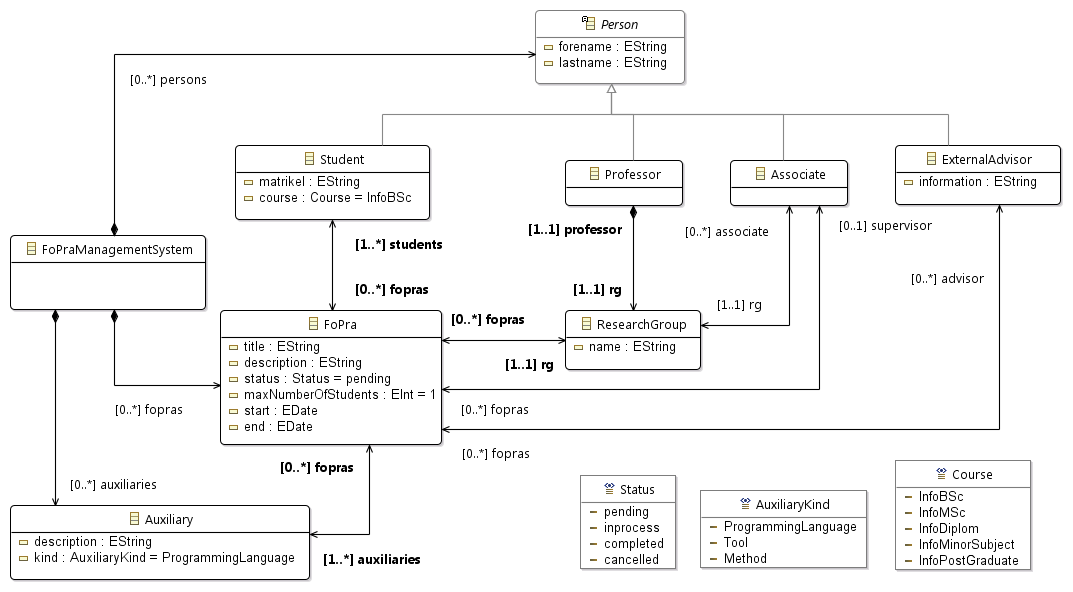 Person
forename : EString
lastname : EString
[0..*] persons
Student
matrikel : EString
course : Course = InfoBSc
Professor
Associate
ExternalAdvisor
information : EString
[1..*] students
[1..1] professor
[0..*] associate
[0..1] supervisor
FoPraManagementSystem
[0..*] advisor
[0..*] fopras
[1..1] rg
[1..1] rg
FoPra
title : EString
description : EString
status : Status = pending
maxNumberOfStudents : EInt = 1
start : EDate
end : EDate
[0..*] fopras
ResearchGroup
name : EString
[1..1] rg
[0..*] fopras
[0..*] fopras
[0..*] fopras
[0..*] fopras
[0..*] auxiliaries
Auxiliary
description : EString
kind : AuxiliaryKind = ProgrammingLanguage
[1..*] auxiliaries
Status
pending
inprocess
completed
cancelled
AuxiliaryKind
ProgrammingLanguage
Tool
Method
Course
InfoBSc
InfoMSc
InfoDiplom
InfoMinorSubject
InfoPostGraduate